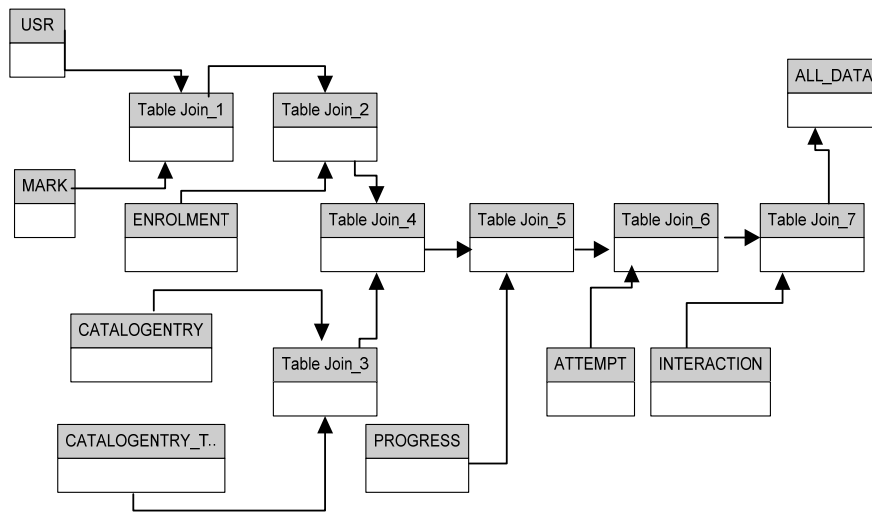 USR
ALL_DATA
Table Join_1
Table Join_2
MARK
ENROLMENT
Table Join_4
Table Join_5
Table Join_6
Table Join_7
CATALOGENTRY
Table Join_3
ATTEMPT
INTERACTION
CATALOGENTRY_T..
PROGRESS